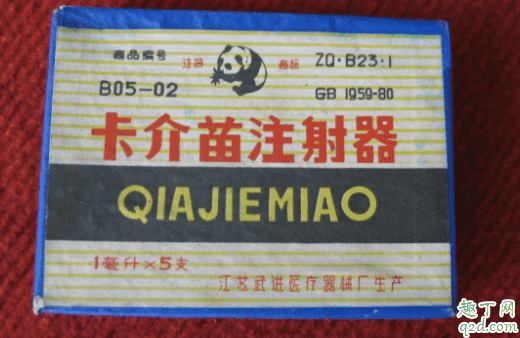 商品编号 注册 商标 ZQ·B23·1
B05-02 GB 1959-80
卡介苗注射器
QIAJIEMIAO
1毫升×5支
江苏武进医疗器械厂生产
趣丁网
q2d.com